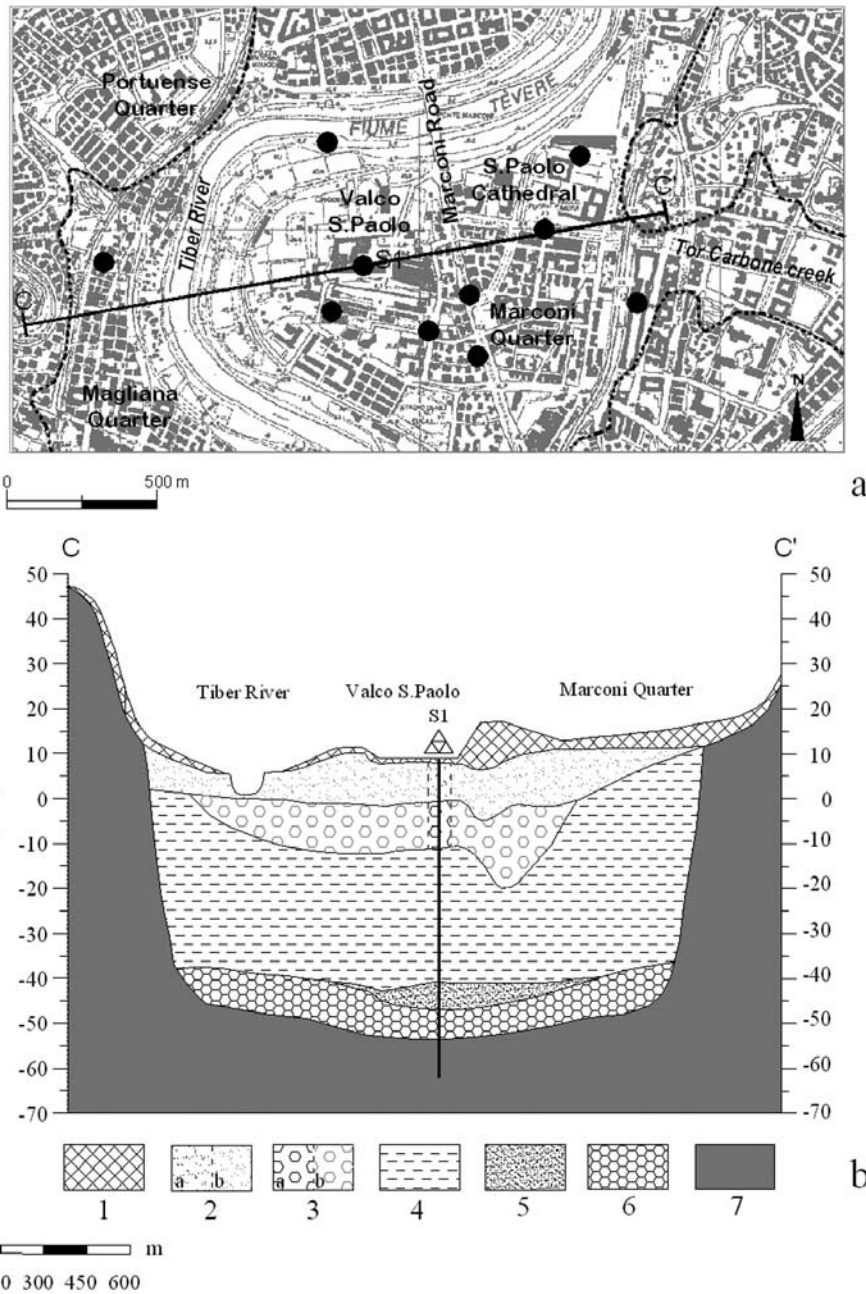 Portuense
Quarter
FIUME
TEVERE
Marconi Road
S.Paolo
Cathedral
Valco
S.Paolo
Tiber River
S1
C'
C
Tor Carbone creek
Marconi
Quarter
Magliana
Quarter
N
0 500 m
a
C C'
50 50
40 40
30 30
Tiber River Valco S.Paolo Marconi Quarter
20 S1 20
10 10
0 0
-10 -10
-20 -20
-30 -30
-40 -40
-50 -50
-60 -60
-70 -70
a b a b
b
1 2 3 4 5 6 7
m
0 300 450 600